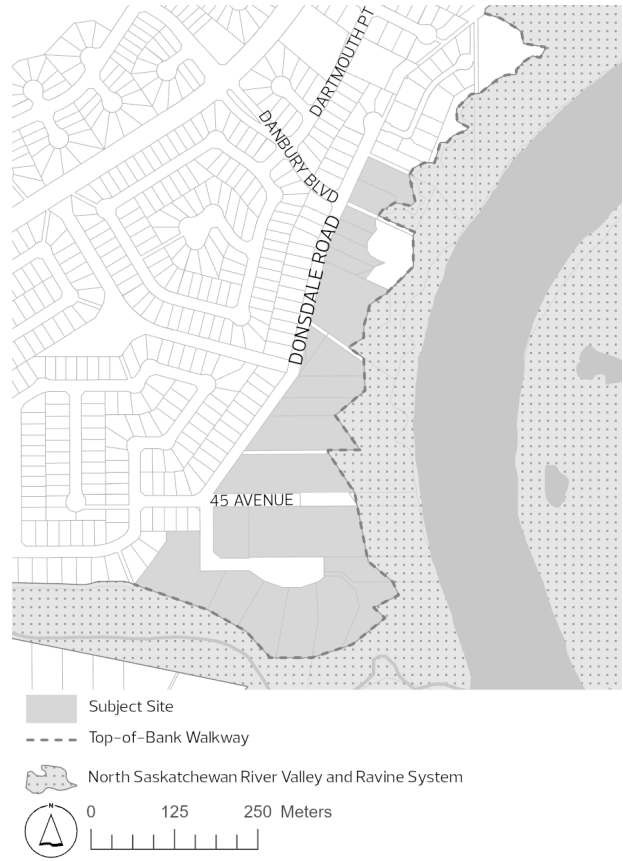 DARTMOUTH PT
DANBURY BLVD
DONSDALE ROAD
45 AVENUE
Subject Site
Top-of-Bank Walkway
North Saskatchewan River Valley and Ravine System
N
0 125 250 Meters